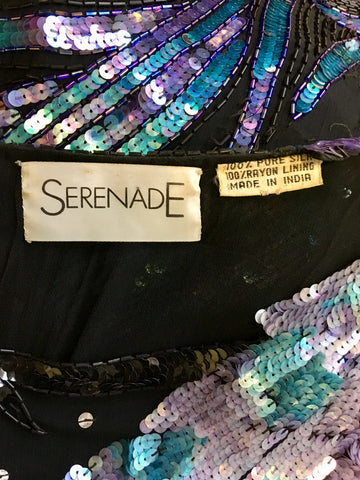 SERENADE
100% PURE SILK
100% RAYON LINING
MADE IN INDIA